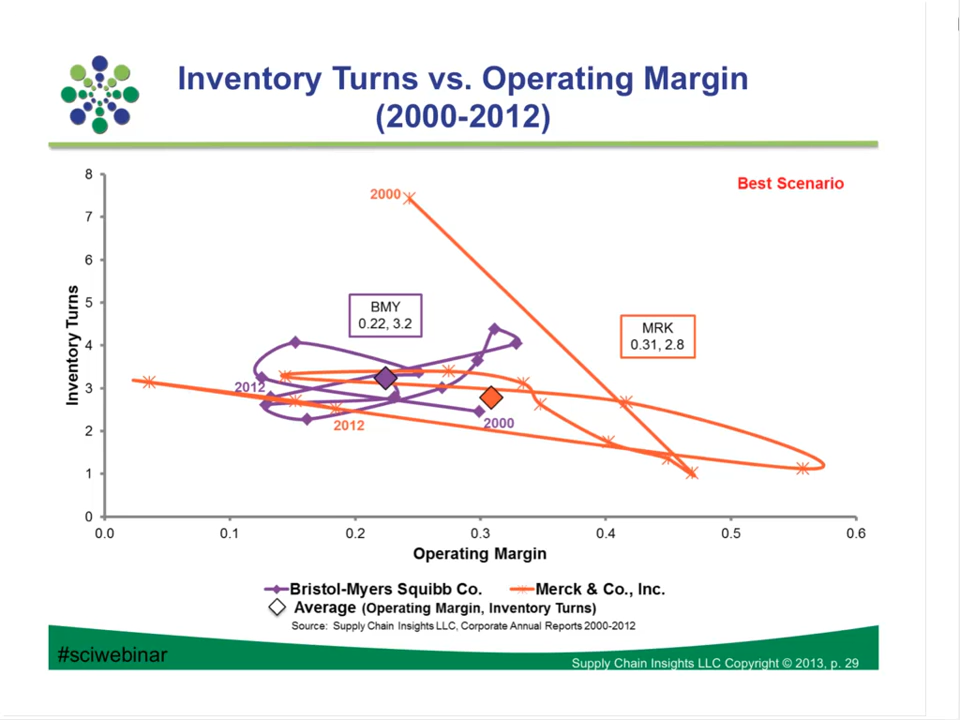 Inventory Turns vs. Operating Margin
(2000-2012)
Best Scenario
8
7
6
5
4
3
2
1
0
Inventory Turns
2000
BMY
0.22, 3.2
MRK
0.31, 2.8
2012
2012
2000
0.0 0.1 0.2 0.3 0.4 0.5 0.6
Operating Margin
Bristol-Myers Squibb Co. Merck & Co., Inc.
Average (Operating Margin, Inventory Turns)
Source: Supply Chain Insights LLC, Corporate Annual Reports 2000-2012
#sciwebinar
Supply Chain Insights LLC Copyright © 2013, p. 29